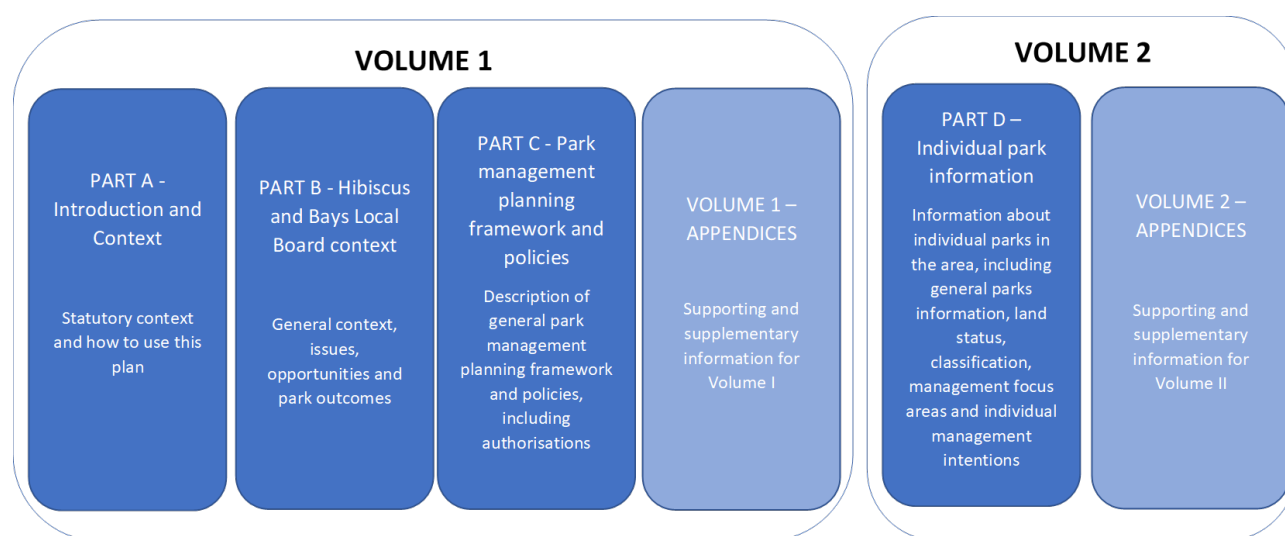 VOLUME 1
PART A -
Introduction and
Context
Statutory context
and how to use this
plan
PART B - Hibiscus
and Bays Local
Board context
General context,
issues,
opportunities and
park outcomes
PART C - Park
management
planning
framework and
policies
Description of
general park
management
planning framework
and policies,
including
authorisations
VOLUME 1 –
APPENDICES
Supporting and
supplementary
information for
Volume I
VOLUME 2
PART D –
Individual park
information
Information about
individual parks in
the area, including
general parks
information, land
status,
classification,
management focus
areas and individual
management
intentions
VOLUME 2 –
APPENDICES
Supporting and
supplementary
information for
Volume II